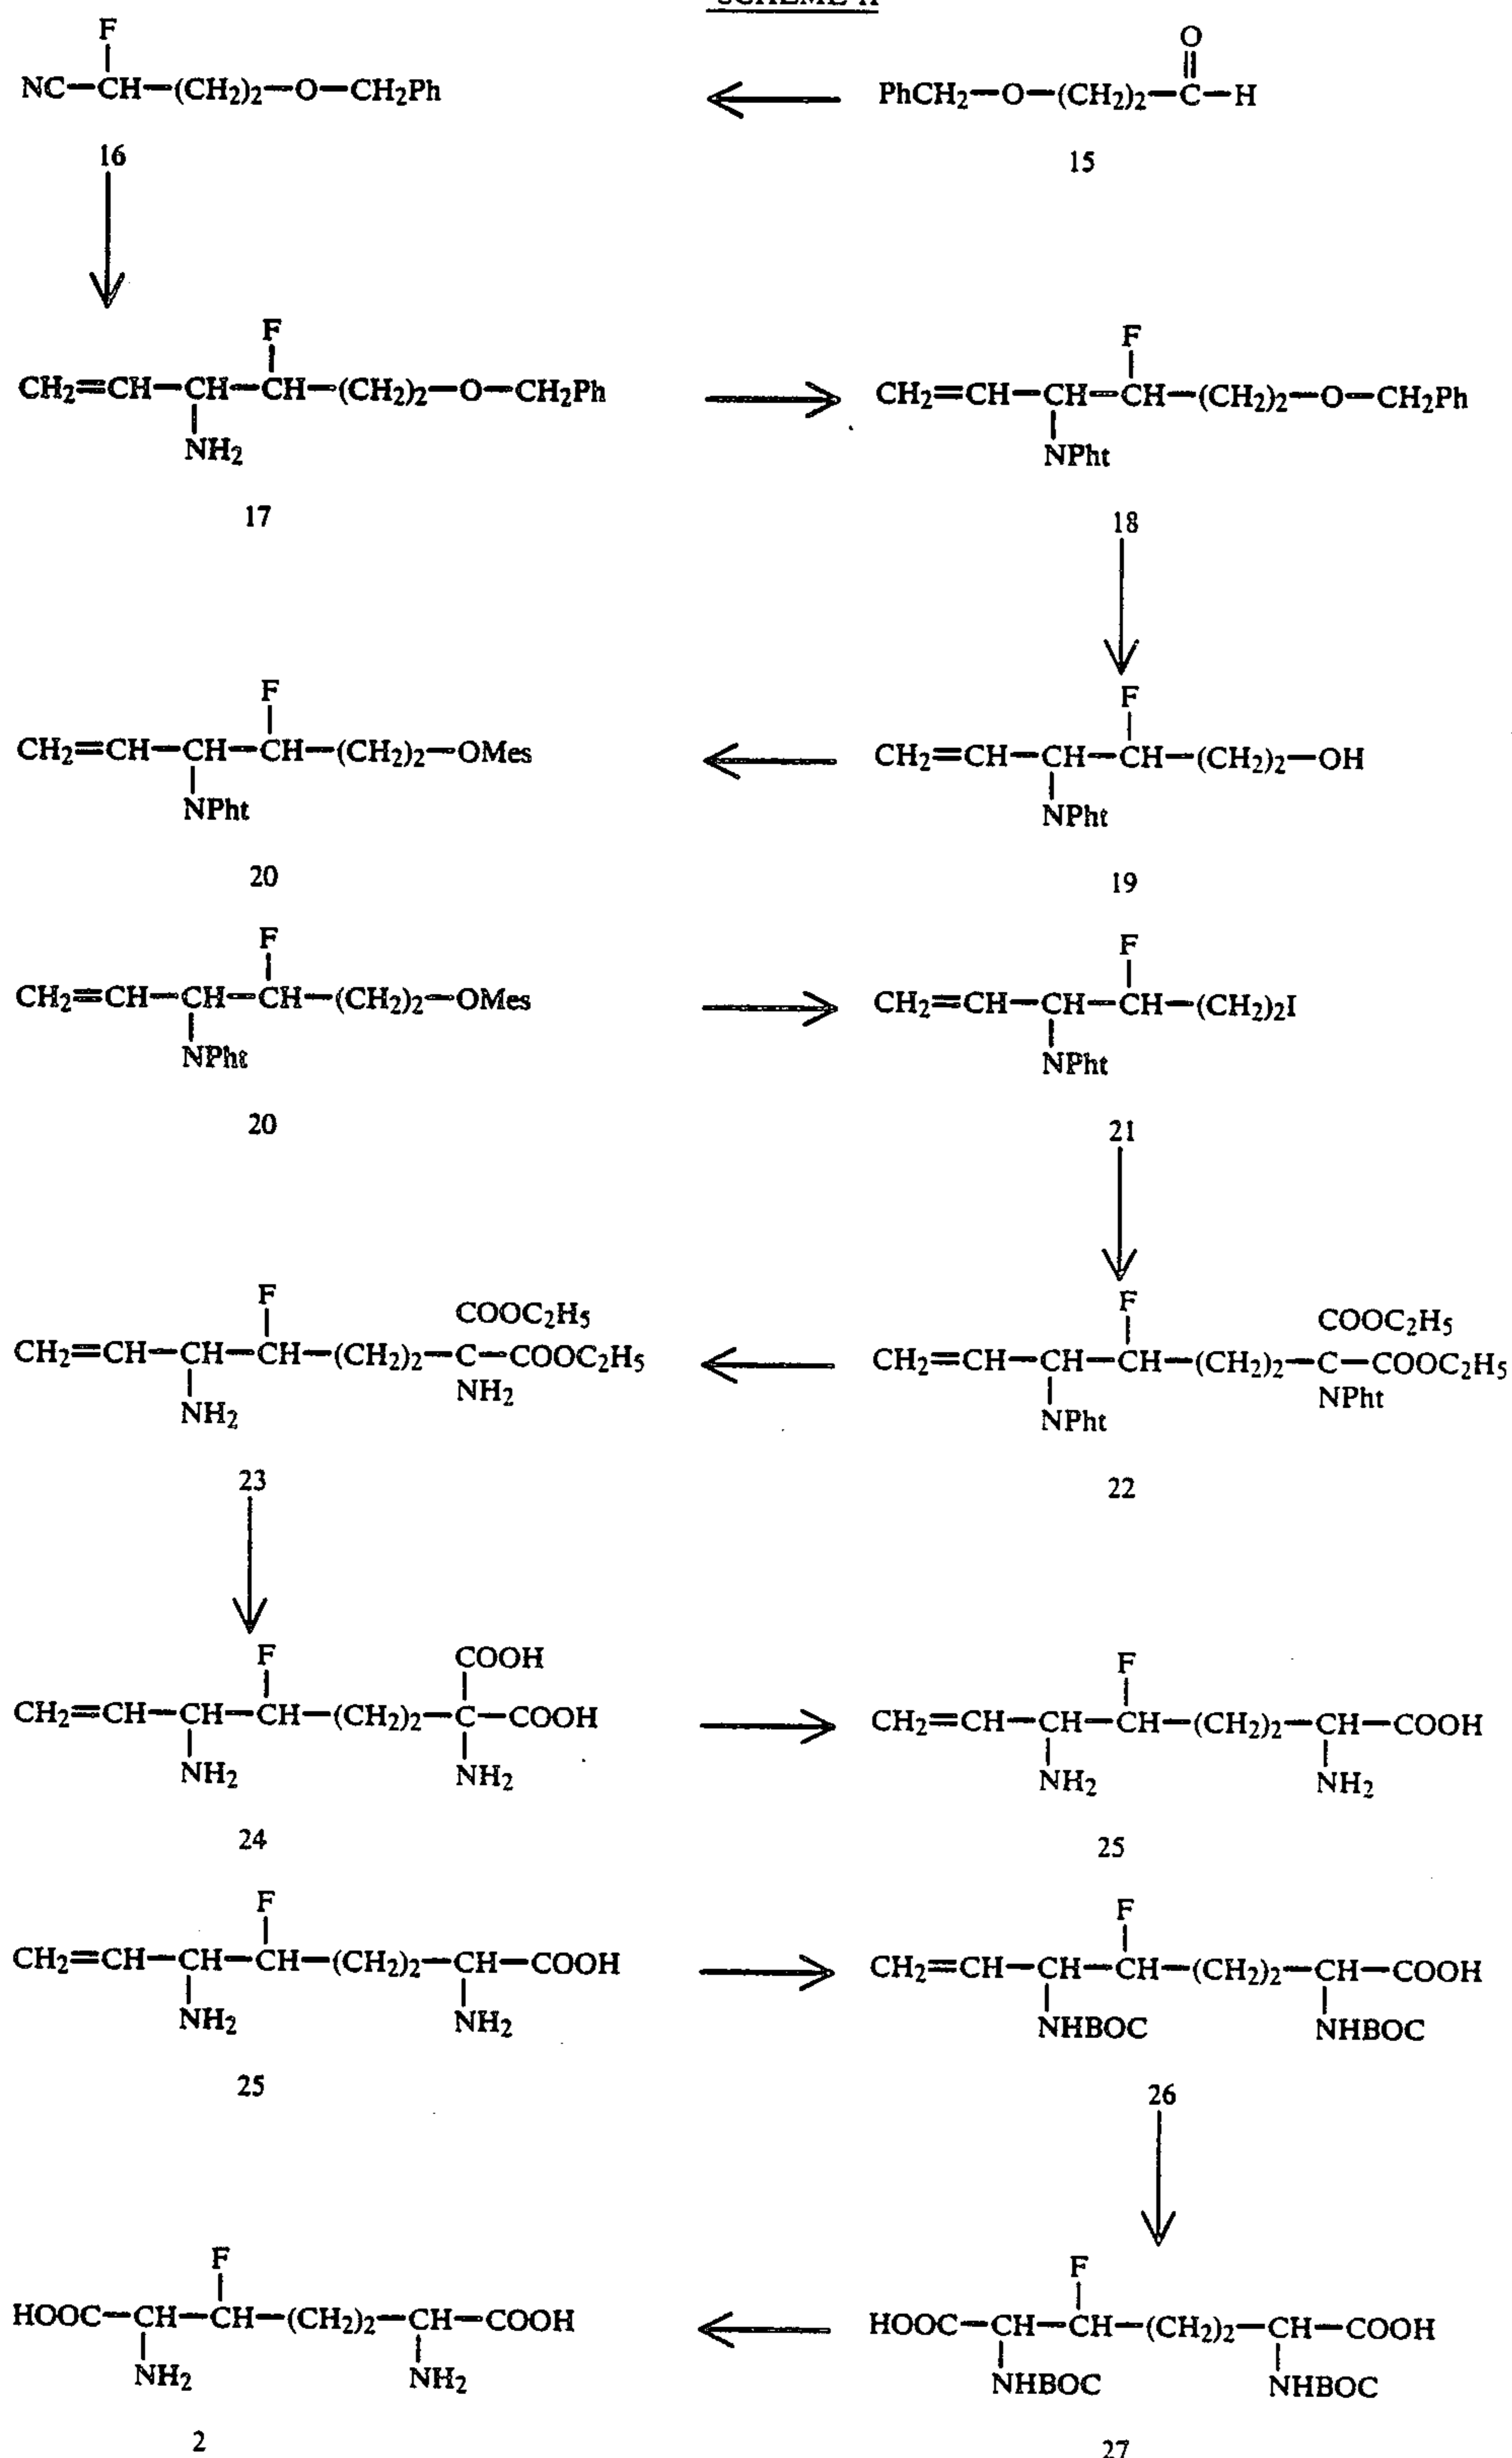 NC—CH(F)—(CH₂)₂—O—CH₂Ph
PhCH₂—O—(CH₂)₂—C(=O)—H
16
15
CH₂=CH—CH(NH₂)—CH(F)—(CH₂)₂—O—CH₂Ph
CH₂=CH—CH(NPht)—CH(F)—(CH₂)₂—O—CH₂Ph
17
18
CH₂=CH—CH(NPht)—CH(F)—(CH₂)₂—OMes
CH₂=CH—CH(NPht)—CH(F)—(CH₂)₂—OH
20
19
CH₂=CH—CH(NPht)—CH(F)—(CH₂)₂—OMes
CH₂=CH—CH(NPht)—CH(F)—(CH₂)₂I
20
21
CH₂=CH—CH(NH₂)—CH(F)—(CH₂)₂—C(COOC₂H₅)(NH₂)—COOC₂H₅
CH₂=CH—CH(NPht)—CH(F)—(CH₂)₂—C(COOC₂H₅)(NPht)—COOC₂H₅
23
22
CH₂=CH—CH(NH₂)—CH(F)—(CH₂)₂—C(COOH)(NH₂)—COOH
CH₂=CH—CH(NH₂)—CH(F)—(CH₂)₂—CH(NH₂)—COOH
24
25
CH₂=CH—CH(NH₂)—CH(F)—(CH₂)₂—CH(NH₂)—COOH
CH₂=CH—CH(NHBOC)—CH(F)—(CH₂)₂—CH(NHBOC)—COOH
25
26
HOOC—CH(NH₂)—CH(F)—(CH₂)₂—CH(NH₂)—COOH
HOOC—CH(NHBOC)—CH(F)—(CH₂)₂—CH(NHBOC)—COOH
2
27